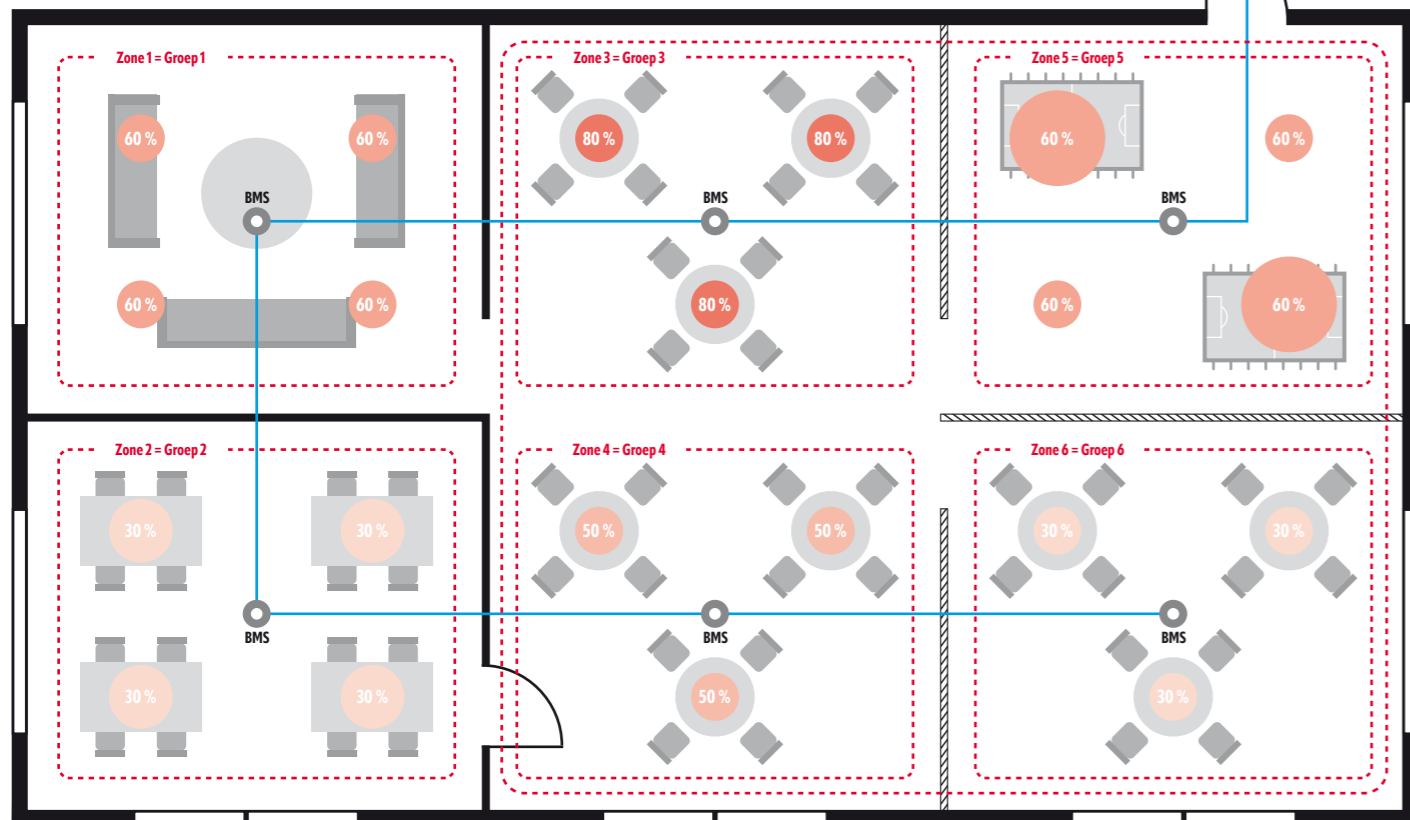 Zone 1 = Groep 1
60 %
60 %
BMS
60 %
60 %
Zone 3 = Groep 3
80 %
80 %
BMS
80 %
Zone 5 = Groep 5
60 %
60 %
BMS
60 %
60 %
Zone 2 = Groep 2
30 %
30 %
BMS
30 %
30 %
Zone 4 = Groep 4
50 %
50 %
BMS
50 %
Zone 6 = Groep 6
30 %
30 %
BMS
30 %